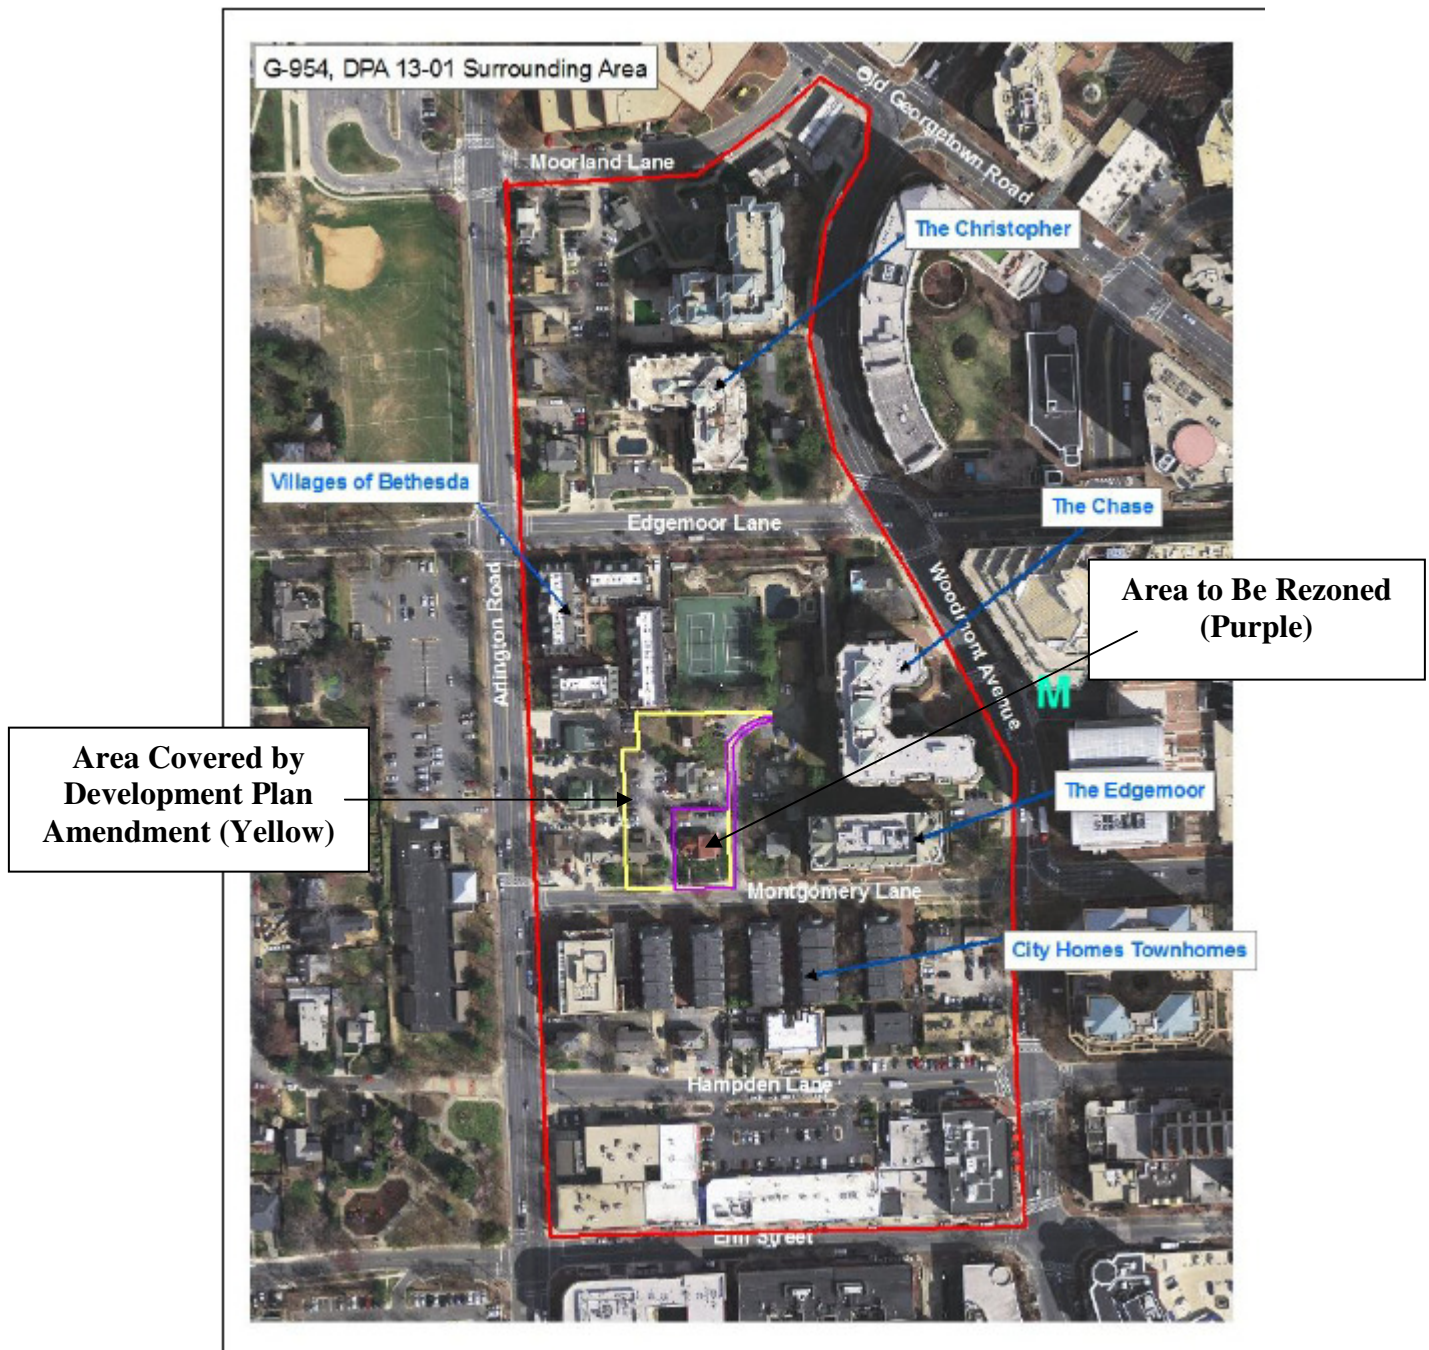 G-954, DPA 13-01 Surrounding Area
Old Georgetown Road
Moorland Lane
The Christopher
Villages of Bethesda
The Chase
Edgemoor Lane
Arlington Road
Woodmont Avenue
Area to Be Rezoned
(Purple)
M
Area Covered by
Development Plan
Amendment (Yellow)
The Edgemoor
Montgomery Lane
City Homes Townhomes
Hampden Lane
Elm Street